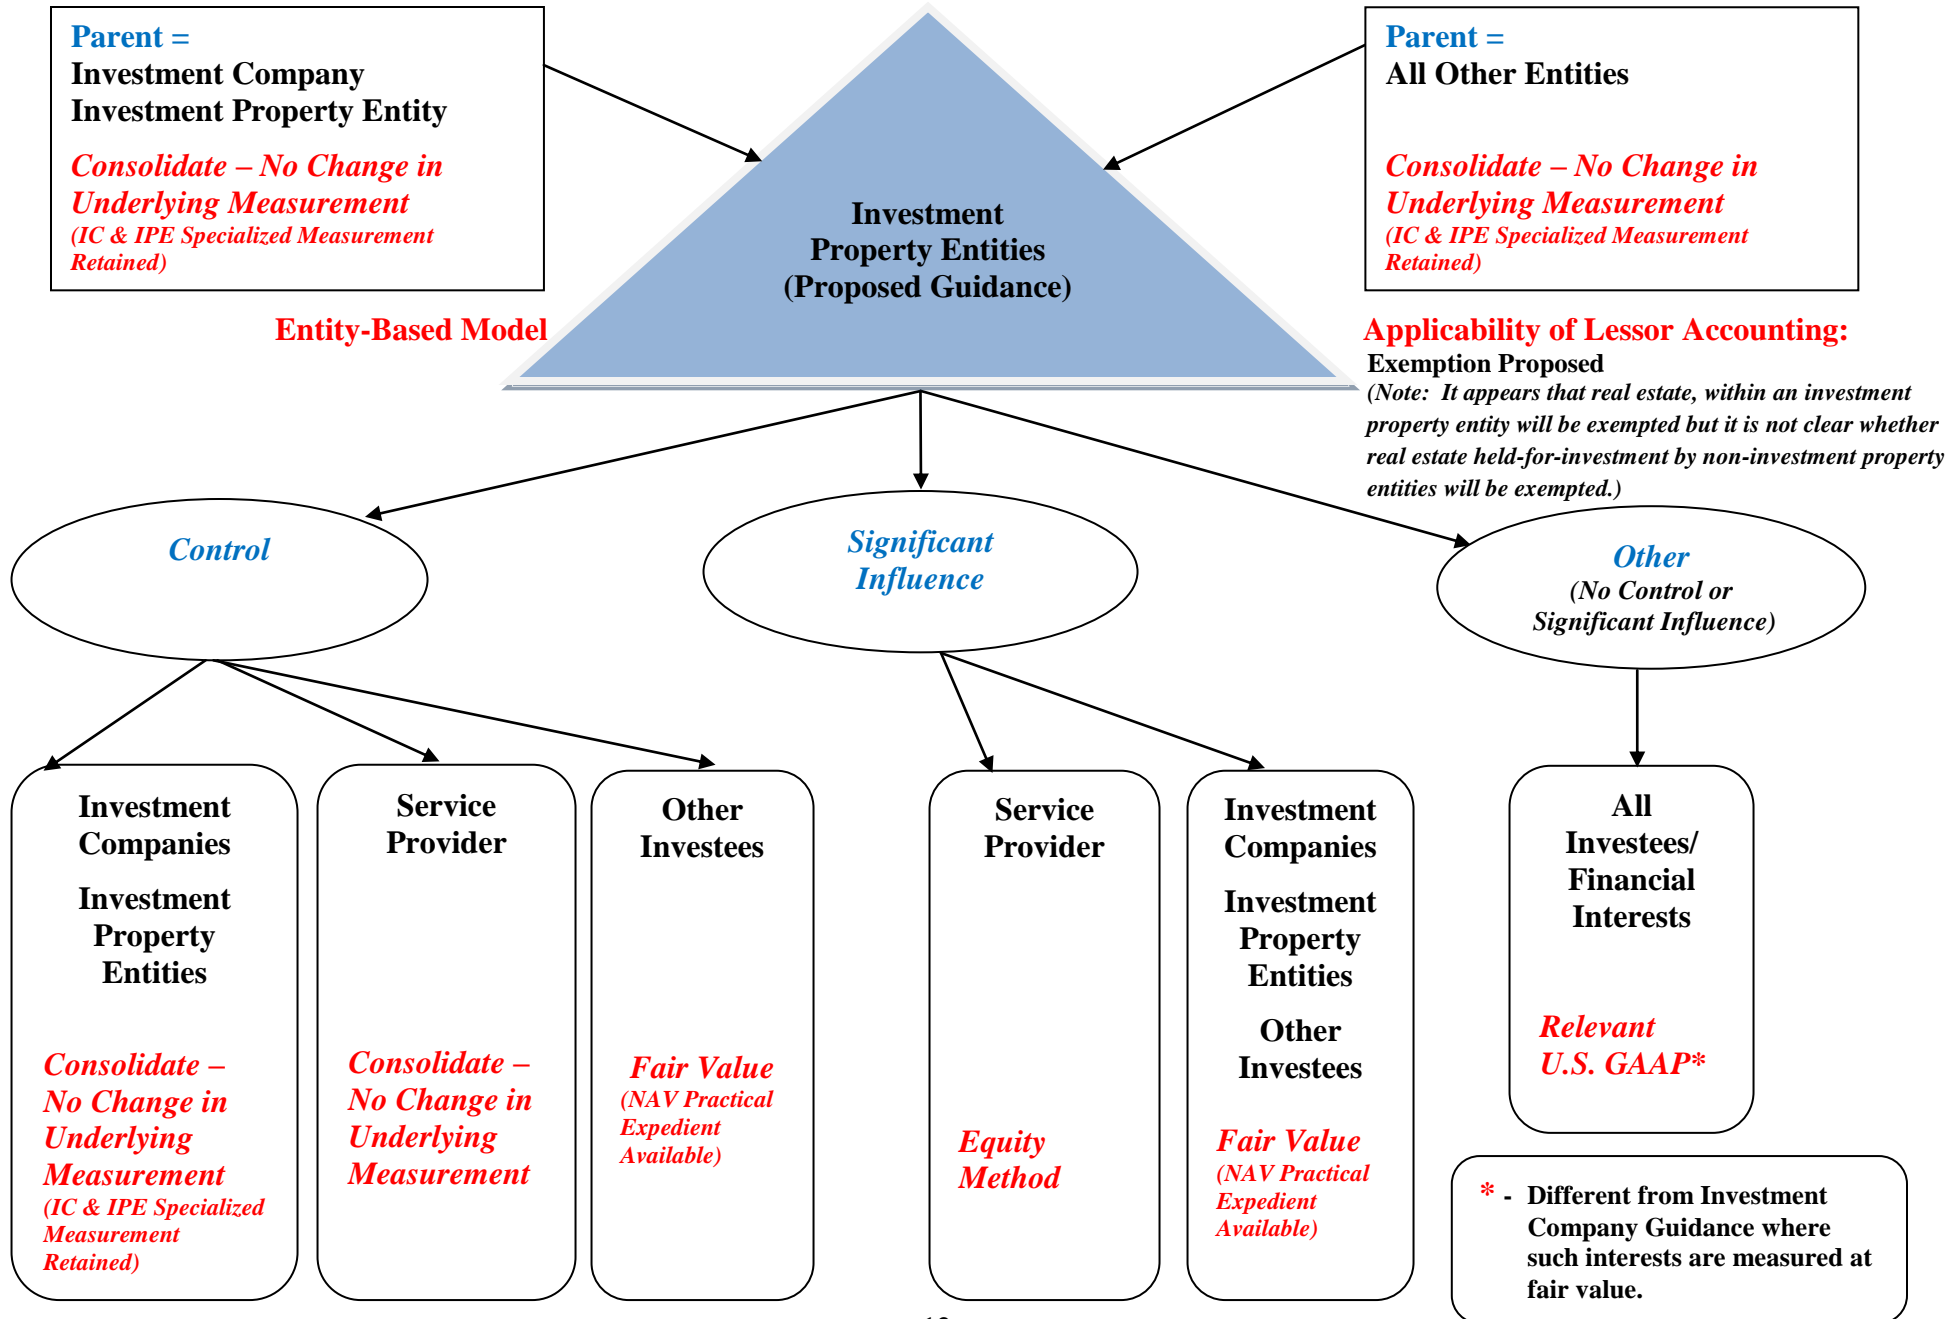 Parent =
Investment Company
Investment Property Entity
Consolidate – No Change in
Underlying Measurement
(IC & IPE Specialized Measurement
Retained)
Investment
Property Entities
(Proposed Guidance)
Parent =
All Other Entities
Consolidate – No Change in
Underlying Measurement
(IC & IPE Specialized Measurement
Retained)
Entity-Based Model
Applicability of Lessor Accounting:
Exemption Proposed
(Note: It appears that real estate, within an investment
property entity will be exempted but it is not clear whether
real estate held-for-investment by non-investment property
entities will be exempted.)
Control
Significant
Influence
Other
(No Control or
Significant Influence)
Investment
Companies
Investment
Property
Entities
Consolidate –
No Change in
Underlying
Measurement
(IC & IPE Specialized
Measurement
Retained)
Service
Provider
Consolidate –
No Change in
Underlying
Measurement
Other
Investees
Fair Value
(NAV Practical
Expedient
Available)
Service
Provider
Equity
Method
Investment
Companies
Investment
Property
Entities
Other
Investees
Fair Value
(NAV Practical
Expedient
Available)
All
Investees/
Financial
Interests
Relevant
U.S. GAAP*
* - Different from Investment
Company Guidance where
such interests are measured at
fair value.